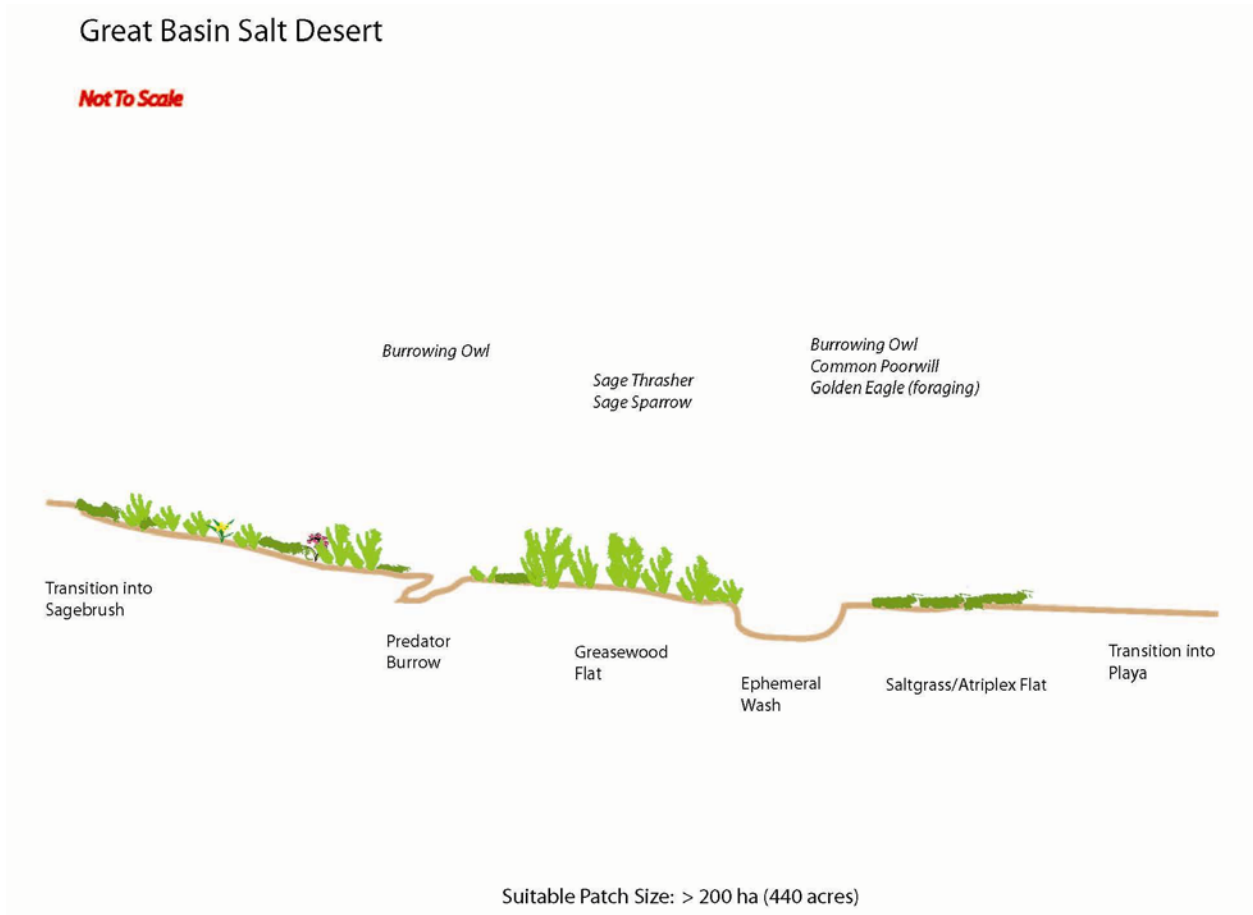 Great Basin Salt Desert
Not To Scale
Burrowing Owl
Sage Thrasher
Sage Sparrow
Burrowing Owl
Common Poorwill
Golden Eagle (foraging)
Transition into
Sagebrush
Predator
Burrow
Greasewood
Flat
Ephemeral
Wash
Saltgrass/Atriplex Flat
Transition into
Playa
Suitable Patch Size: > 200 ha (440 acres)